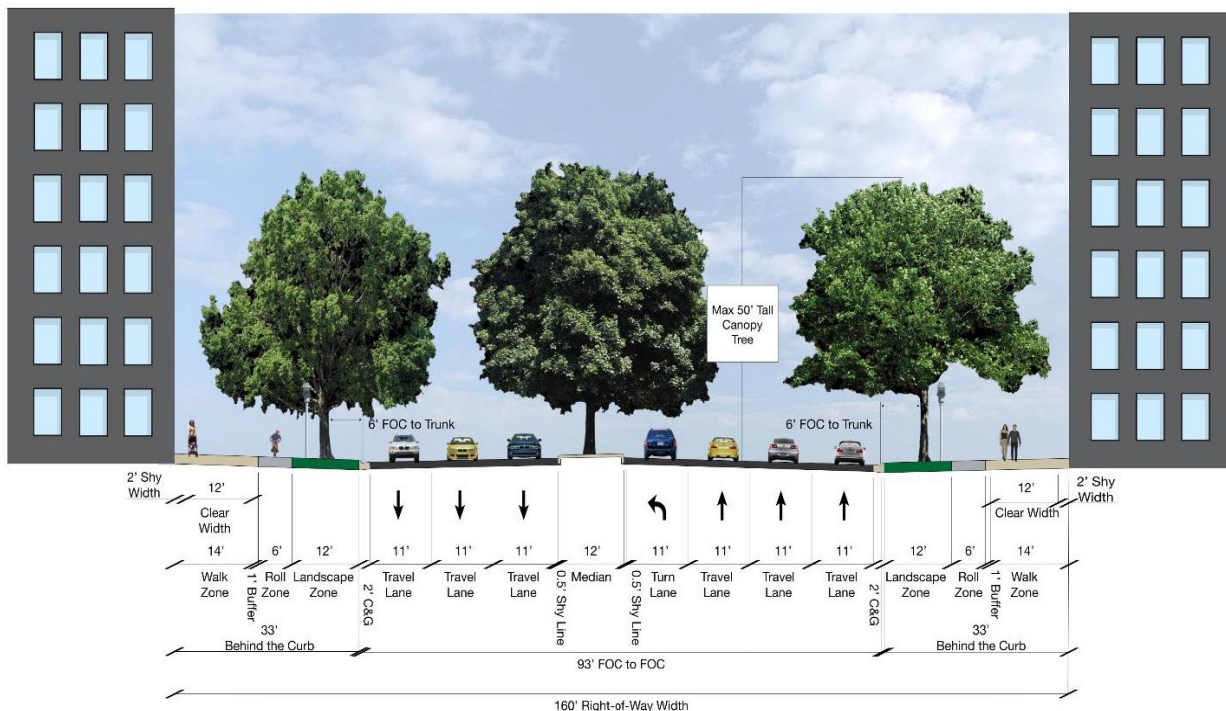 Max 50' Tall
Canopy
Tree
6' FOC to Trunk
6' FOC to Trunk
2' Shy
Width
12'
Clear
Width
12'
Clear Width
2' Shy
Width
14'
6'
12'
11'
11'
11'
12'
11'
11'
11'
11'
12'
6'
14'
Walk
Zone
1' Buffer
Roll
Zone
Landscape
Zone
2' C&G
Travel
Lane
Travel
Lane
Travel
Lane
0.5' Shy Line
Median
0.5' Shy Line
Turn
Lane
Travel
Lane
Travel
Lane
Travel
Lane
2' C&G
Landscape
Zone
Roll
Zone
1' Buffer
Walk
Zone
33'
Behind the Curb
33'
Behind the Curb
93' FOC to FOC
160' Right-of-Way Width